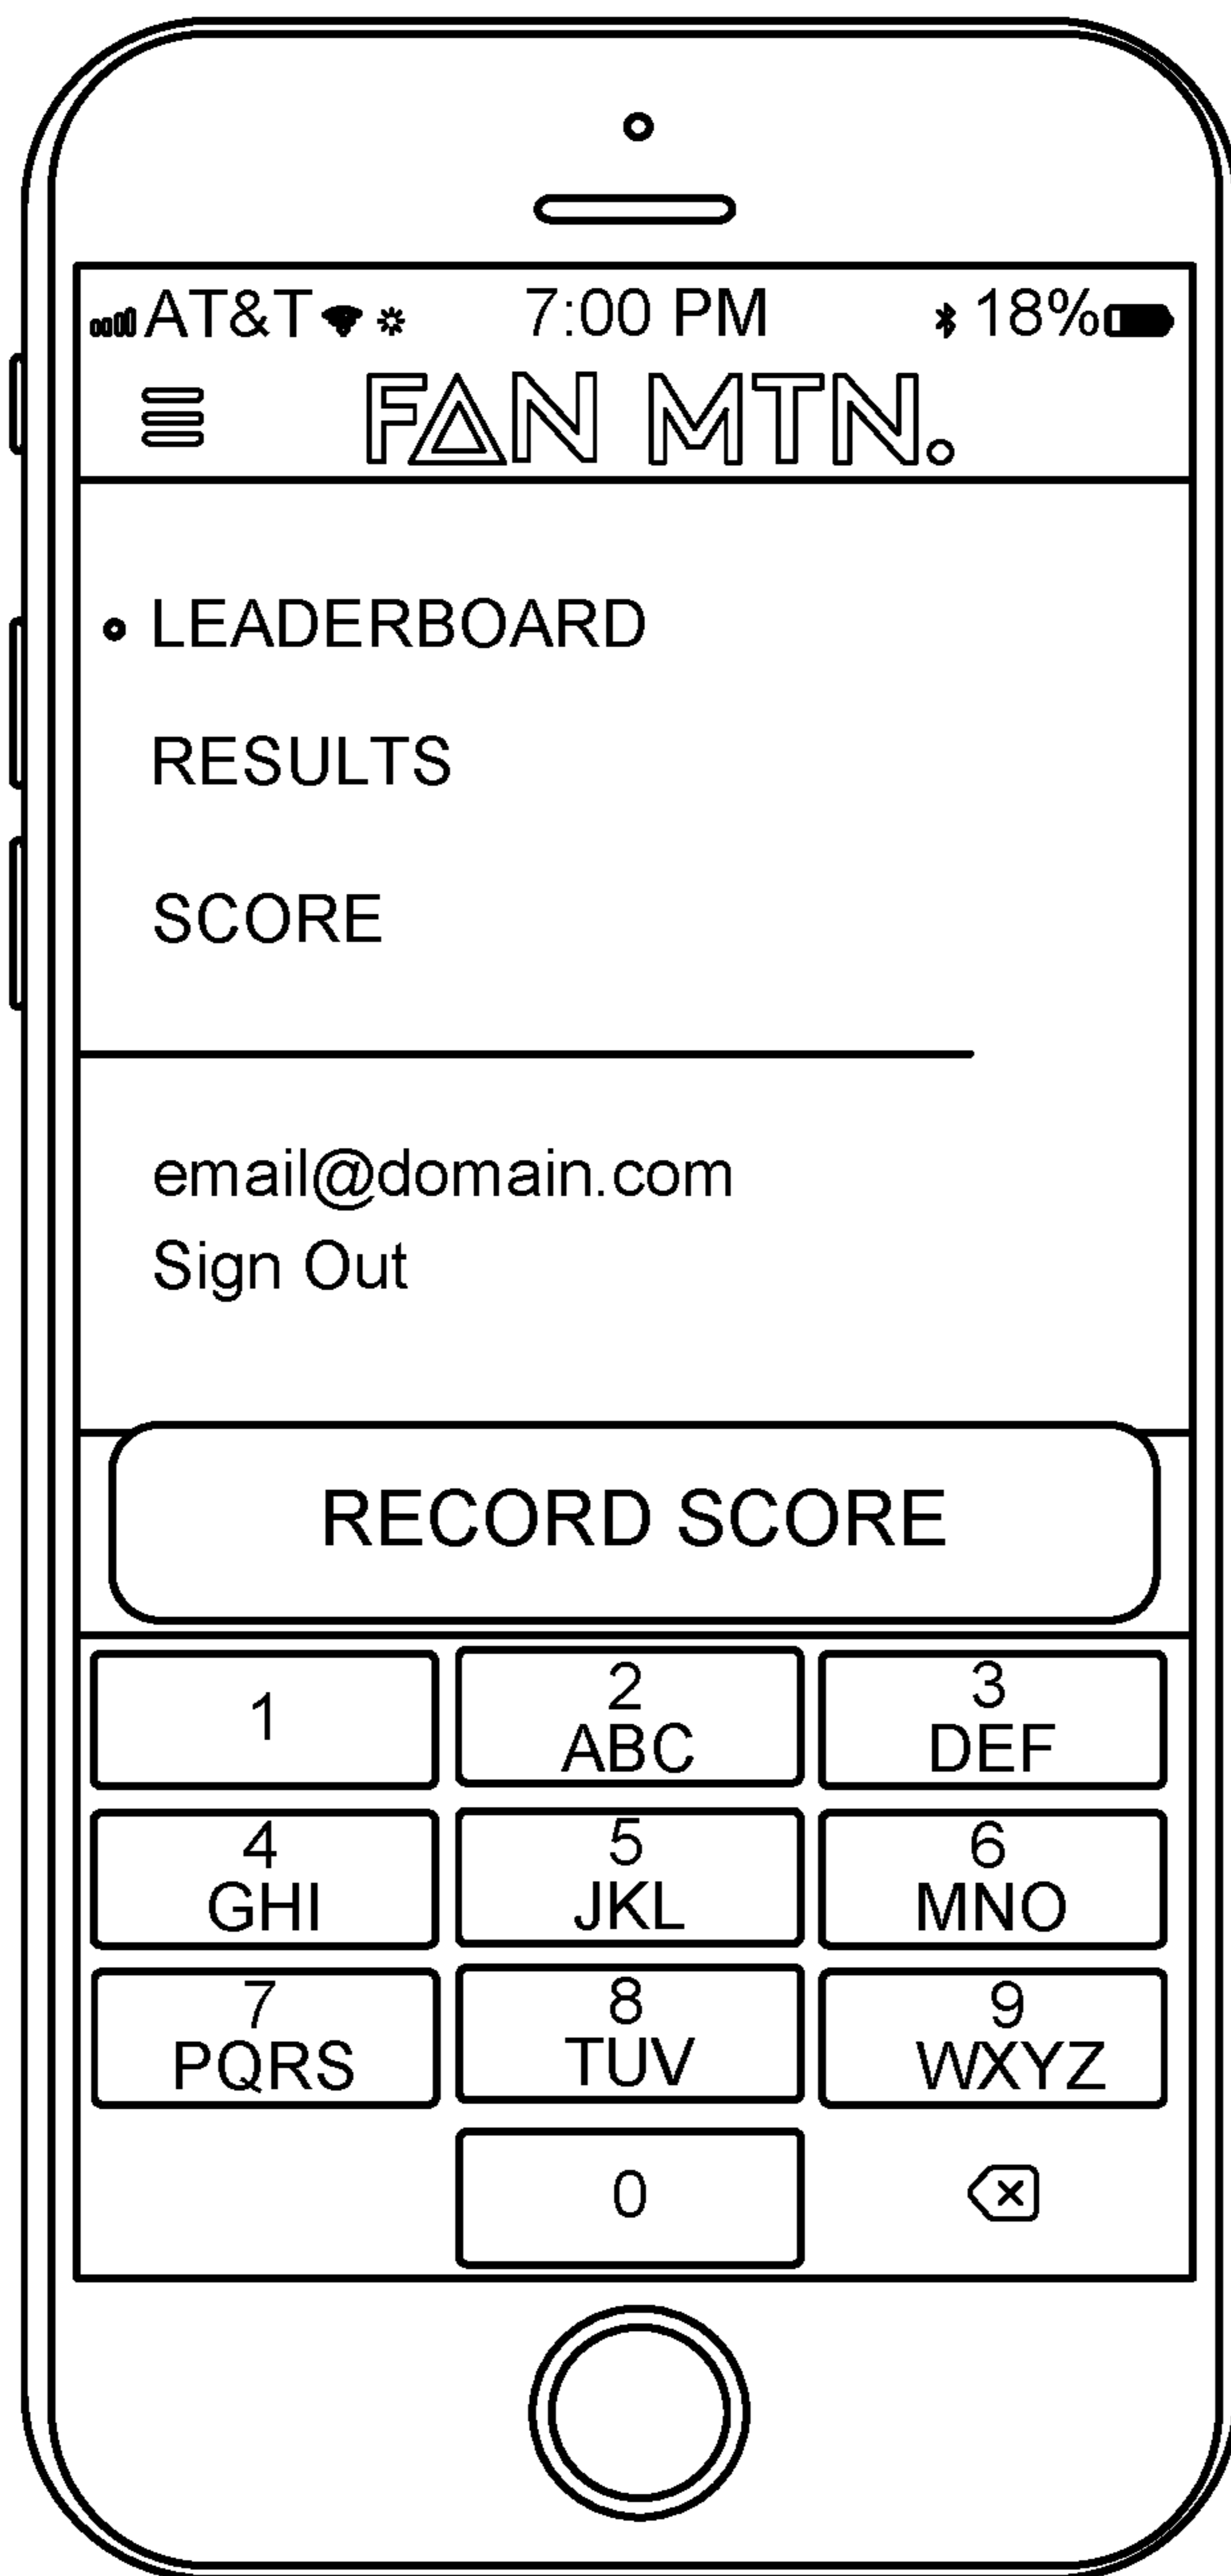 AT&T 7:00 PM 18%
FAN MTN.
LEADERBOARD
RESULTS
SCORE
email@domain.com
Sign Out
RECORD SCORE
1 2 3
ABC DEF
4 5 6
GHI JKL MNO
7 8 9
PQRS TUV WXYZ
0